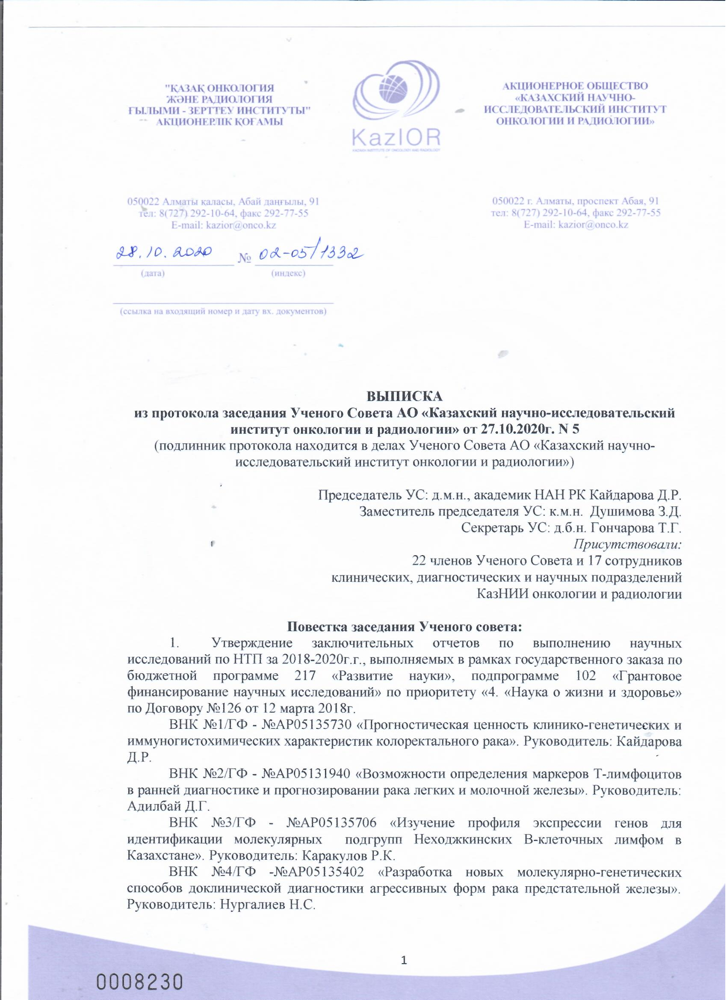 "ҚАЗАҚ ОНКОЛОГИЯ
ЖӘНЕ РАДИОЛОГИЯ
ҒЫЛЫМИ - ЗЕРТТЕУ ИНСТИТУТЫ"
АКЦИОНЕРЛІК ҚОҒАМЫ
KazIOR
KAZAKH INSTITUTE OF ONCOLOGY AND RADIOLOGY
АКЦИОНЕРНОЕ ОБЩЕСТВО
«КАЗАХСКИЙ НАУЧНО-
ИССЛЕДОВАТЕЛЬСКИЙ ИНСТИТУТ
ОНКОЛОГИИ И РАДИОЛОГИИ»
050022 Алматы қаласы, Абай даңғылы, 91
тел: 8(727) 292-10-64, факс 292-77-55
E-mail: kazior@onco.kz
050022 г. Алматы, проспект Абая, 91
тел: 8(727) 292-10-64, факс 292-77-55
E-mail: kazior@onco.kz
28.10.2020 № 02-05/1332
(дата) (индекс)
(ссылка на входящий номер и дату вх. документов)
ВЫПИСКА
из протокола заседания Ученого Совета АО «Казахский научно-исследовательский
институт онкологии и радиологии» от 27.10.2020г. N 5
(подлинник протокола находится в делах Ученого Совета АО «Казахский научно-
исследовательский институт онкологии и радиологии»)
Председатель УС: д.м.н., академик НАН РК Кайдарова Д.Р.
Заместитель председателя УС: к.м.н. Душимова З.Д.
Секретарь УС: д.б.н. Гончарова Т.Г.
Присутствовали:
22 членов Ученого Совета и 17 сотрудников
клинических, диагностических и научных подразделений
КазНИИ онкологии и радиологии
Повестка заседания Ученого совета:
1. Утверждение заключительных отчетов по выполнению научных
исследований по НТП за 2018-2020г.г., выполняемых в рамках государственного заказа по
бюджетной программе 217 «Развитие науки», подпрограмме 102 «Грантовое
финансирование научных исследований» по приоритету «4. «Наука о жизни и здоровье»
по Договору №126 от 12 марта 2018г.
ВНК №1/ГФ - №АР05135730 «Прогностическая ценность клинико-генетических и
иммуногистохимических характеристик колоректального рака». Руководитель: Кайдарова
Д.Р.
ВНК №2/ГФ - №АР05131940 «Возможности определения маркеров Т-лимфоцитов
в ранней диагностике и прогнозировании рака легких и молочной железы». Руководитель:
Адилбай Д.Г.
ВНК №3/ГФ - №АР05135706 «Изучение профиля экспрессии генов для
идентификации молекулярных подгрупп Неходжкинских В-клеточных лимфом в
Казахстане». Руководитель: Каракулов Р.К.
ВНК №4/ГФ -№АР05135402 «Разработка новых молекулярно-генетических
способов доклинической диагностики агрессивных форм рака предстательной железы».
Руководитель: Нургалиев Н.С.
1
0008230